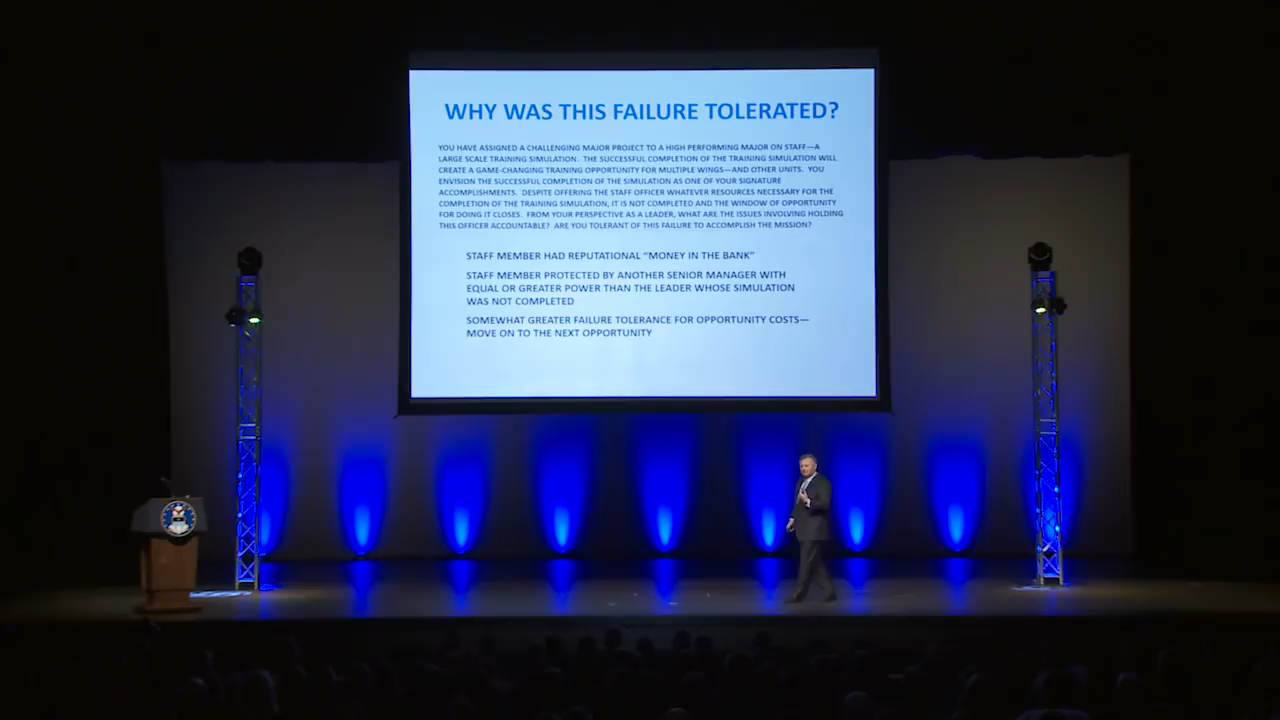 WHY WAS THIS FAILURE TOLERATED?
YOU HAVE ASSIGNED A CHALLENGING MAJOR PROJECT TO A HIGH PERFORMING MAJOR ON STAFF—A
LARGE SCALE TRAINING SIMULATION. THE SUCCESSFUL COMPLETION OF THE TRAINING SIMULATION WILL
CREATE A GAME-CHANGING TRAINING OPPORTUNITY FOR MULTIPLE WINGS—AND OTHER UNITS. YOU
ENVISION THE SUCCESSFUL COMPLETION OF THE SIMULATION AS ONE OF YOUR SIGNATURE
ACCOMPLISHMENTS. DESPITE OFFERING THE STAFF OFFICER WHATEVER RESOURCES NECESSARY FOR THE
COMPLETION OF THE TRAINING SIMULATION, IT IS NOT COMPLETED AND THE WINDOW OF OPPORTUNITY
FOR DOING IT CLOSES. FROM YOUR PERSPECTIVE AS A LEADER, WHAT ARE THE ISSUES INVOLVING HOLDING
THIS OFFICER ACCOUNTABLE? ARE YOU TOLERANT OF THIS FAILURE TO ACCOMPLISH THE MISSION?
STAFF MEMBER HAD REPUTATIONAL “MONEY IN THE BANK”
STAFF MEMBER PROTECTED BY ANOTHER SENIOR MANAGER WITH
EQUAL OR GREATER POWER THAN THE LEADER WHOSE SIMULATION
WAS NOT COMPLETED
SOMEWHAT GREATER FAILURE TOLERANCE FOR OPPORTUNITY COSTS—
MOVE ON TO THE NEXT OPPORTUNITY